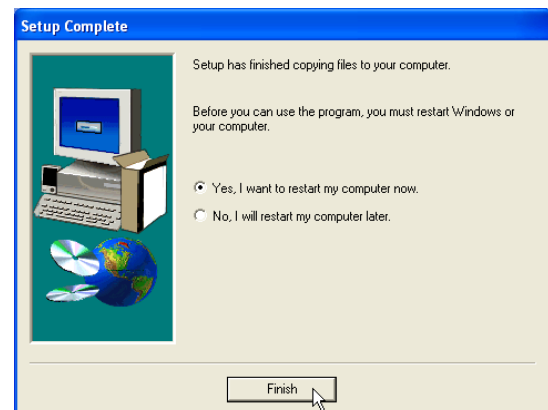 Setup Complete
Setup has finished copying files to your computer.
Before you can use the program, you must restart Windows or
your computer.
Yes, I want to restart my computer now.
No, I will restart my computer later.
Finish